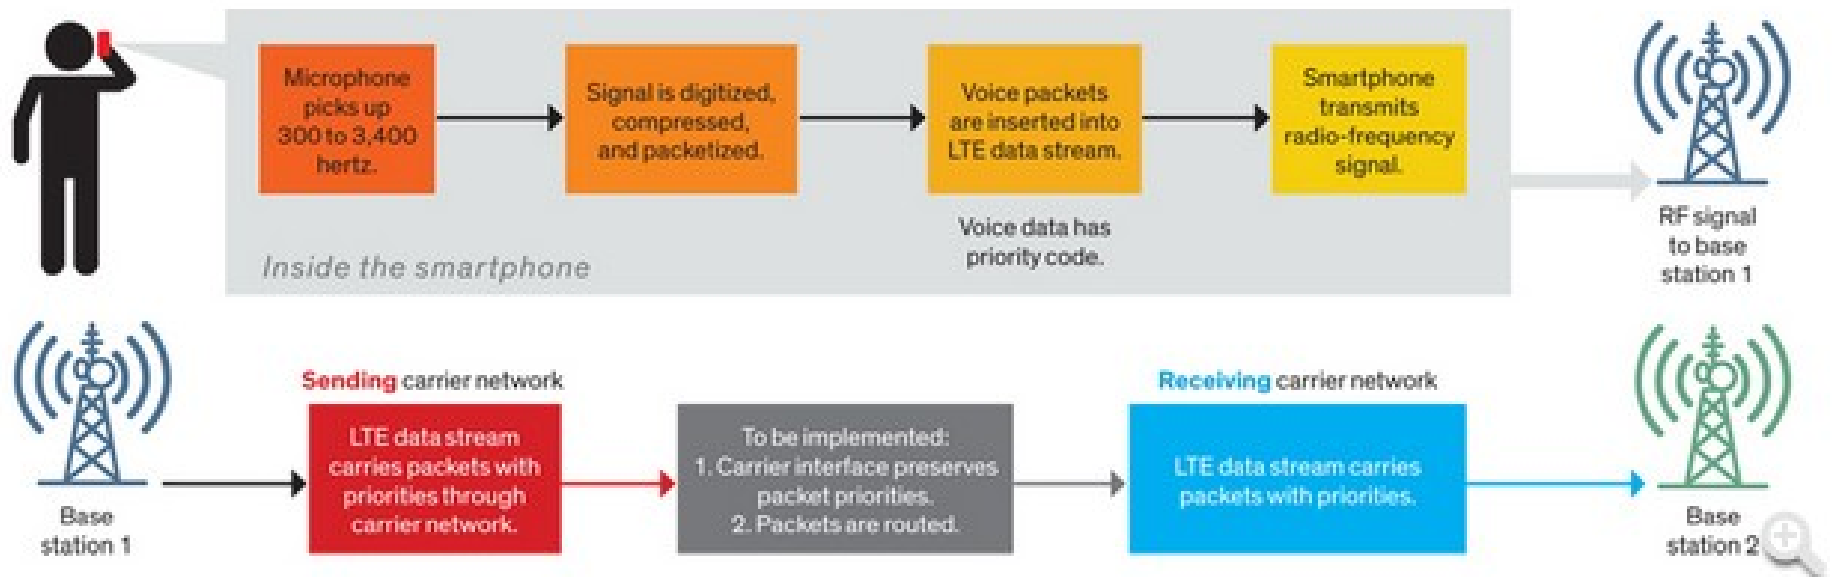 Microphone
picks up
300 to 3,400
hertz.
Signal is digitized,
compressed,
and packetized.
Voice packets
are inserted into
LTE data stream.
Smartphone
transmits
radio-frequency
signal.
Voice data has
priority code.
Inside the smartphone
RF signal
to base
station 1
Base
station 1
Sending carrier network
LTE data stream
carries packets with
priorities through
carrier network.
To be implemented:
1. Carrier interface preserves
packet priorities.
2. Packets are routed.
Receiving carrier network
LTE data stream carries
packets with priorities.
Base
station 2